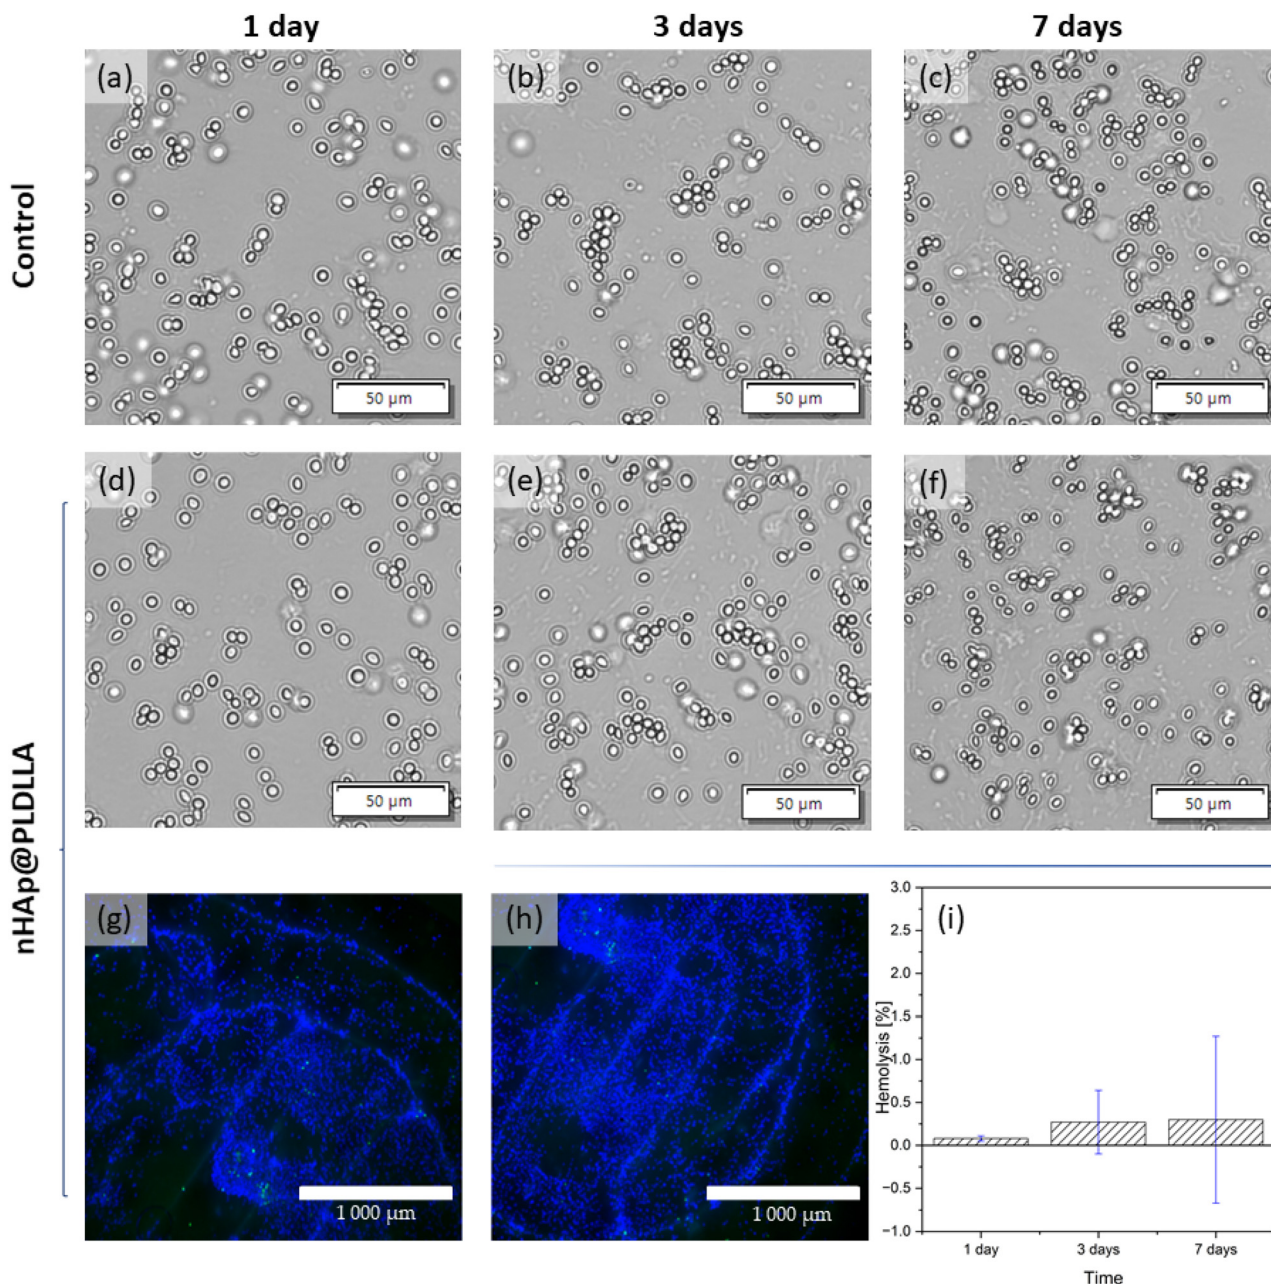 1 day
3 days
7 days
Control
(a)
50 µm
(b)
50 µm
(c)
50 µm
nHAp@PLDLLA
(d)
50 µm
(e)
50 µm
(f)
50 µm
(g)
1 000 µm
(h)
1 000 µm
(i)
Hemolysis [%]
3.0
2.5
2.0
1.5
1.0
0.5
0.0
−0.5
−1.0
1 day
3 days
7 days
Time